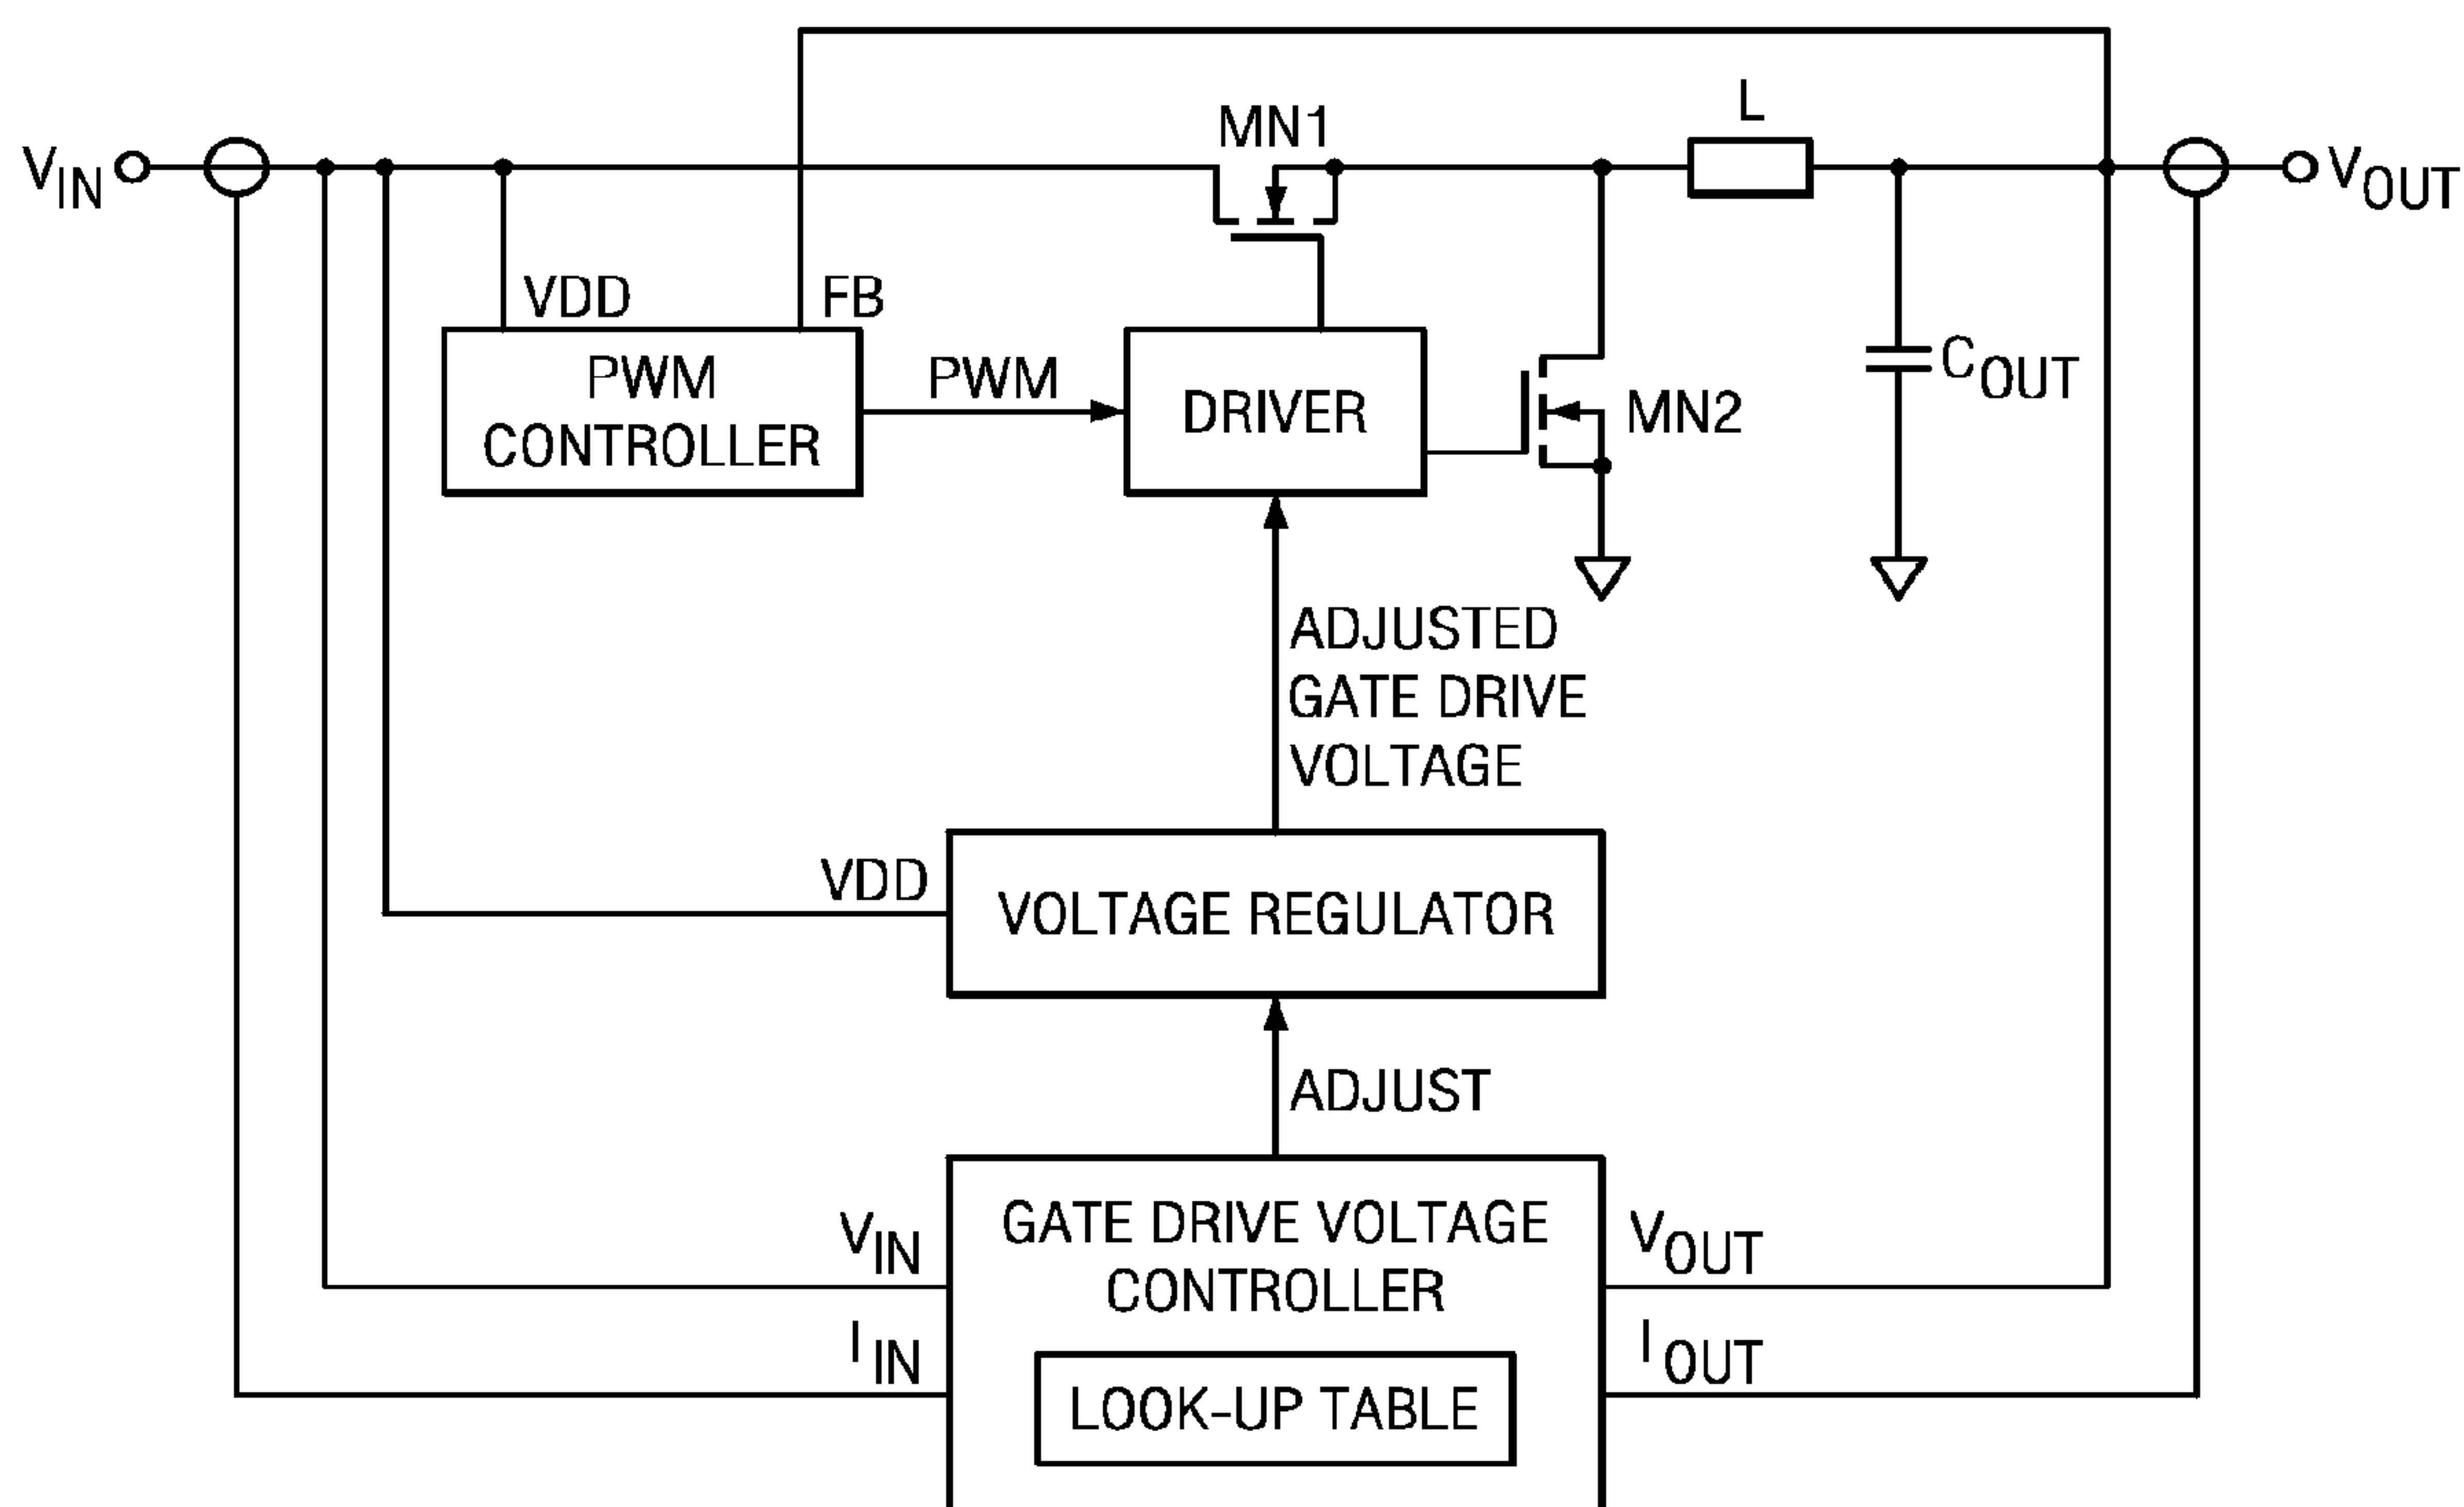 L
MN1
VIN
VOUT
VDD
FB
PWM
CONTROLLER
PWM
DRIVER
MN2
COUT
ADJUSTED
GATE DRIVE
VOLTAGE
VDD
VOLTAGE REGULATOR
ADJUST
GATE DRIVE VOLTAGE
CONTROLLER
VIN
VOUT
IIN
IOUT
LOOK-UP TABLE